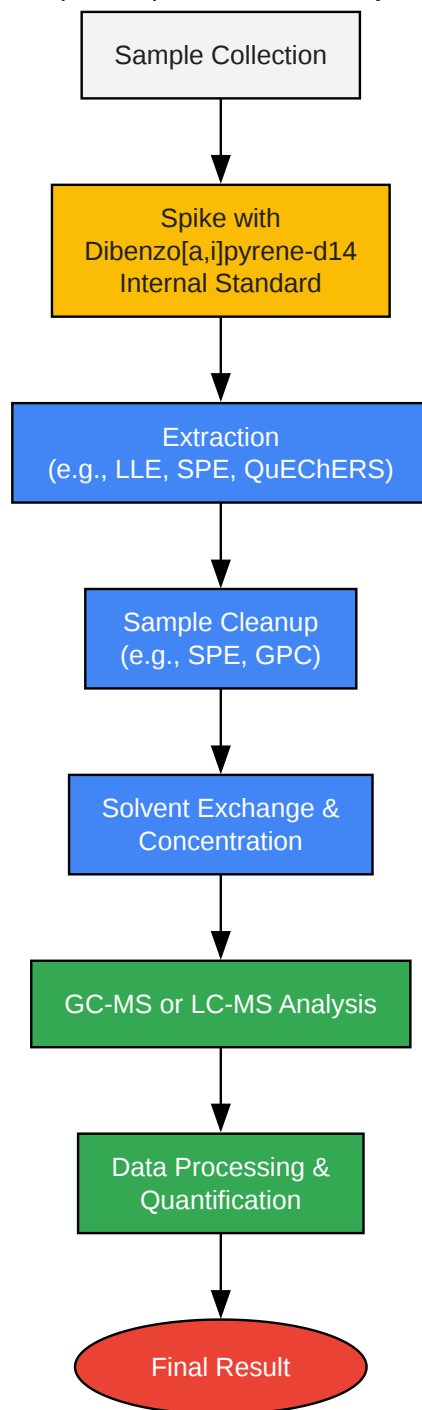 Sample Collection
Spike with
Dibenzo[a,i]pyrene-d14
Internal Standard
Extraction
(e.g., LLE, SPE, QuEChERS)
Sample Cleanup
(e.g., SPE, GPC)
Solvent Exchange &
Concentration
GC-MS or LC-MS Analysis
Data Processing &
Quantification
Final Result